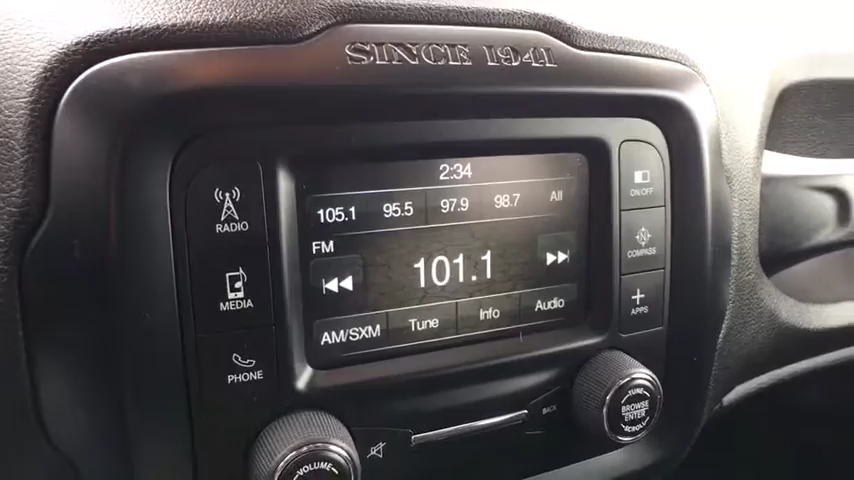 SINCE 1941
2:34
105.1 95.5 97.9 98.7 All
FM
101.1
AM/SXM Tune Info Audio
RADIO
MEDIA
PHONE
ON OFF
N
COMPASS
APPS
VOLUME
BACK
TUNE
BROWSE
ENTER
SCROLL